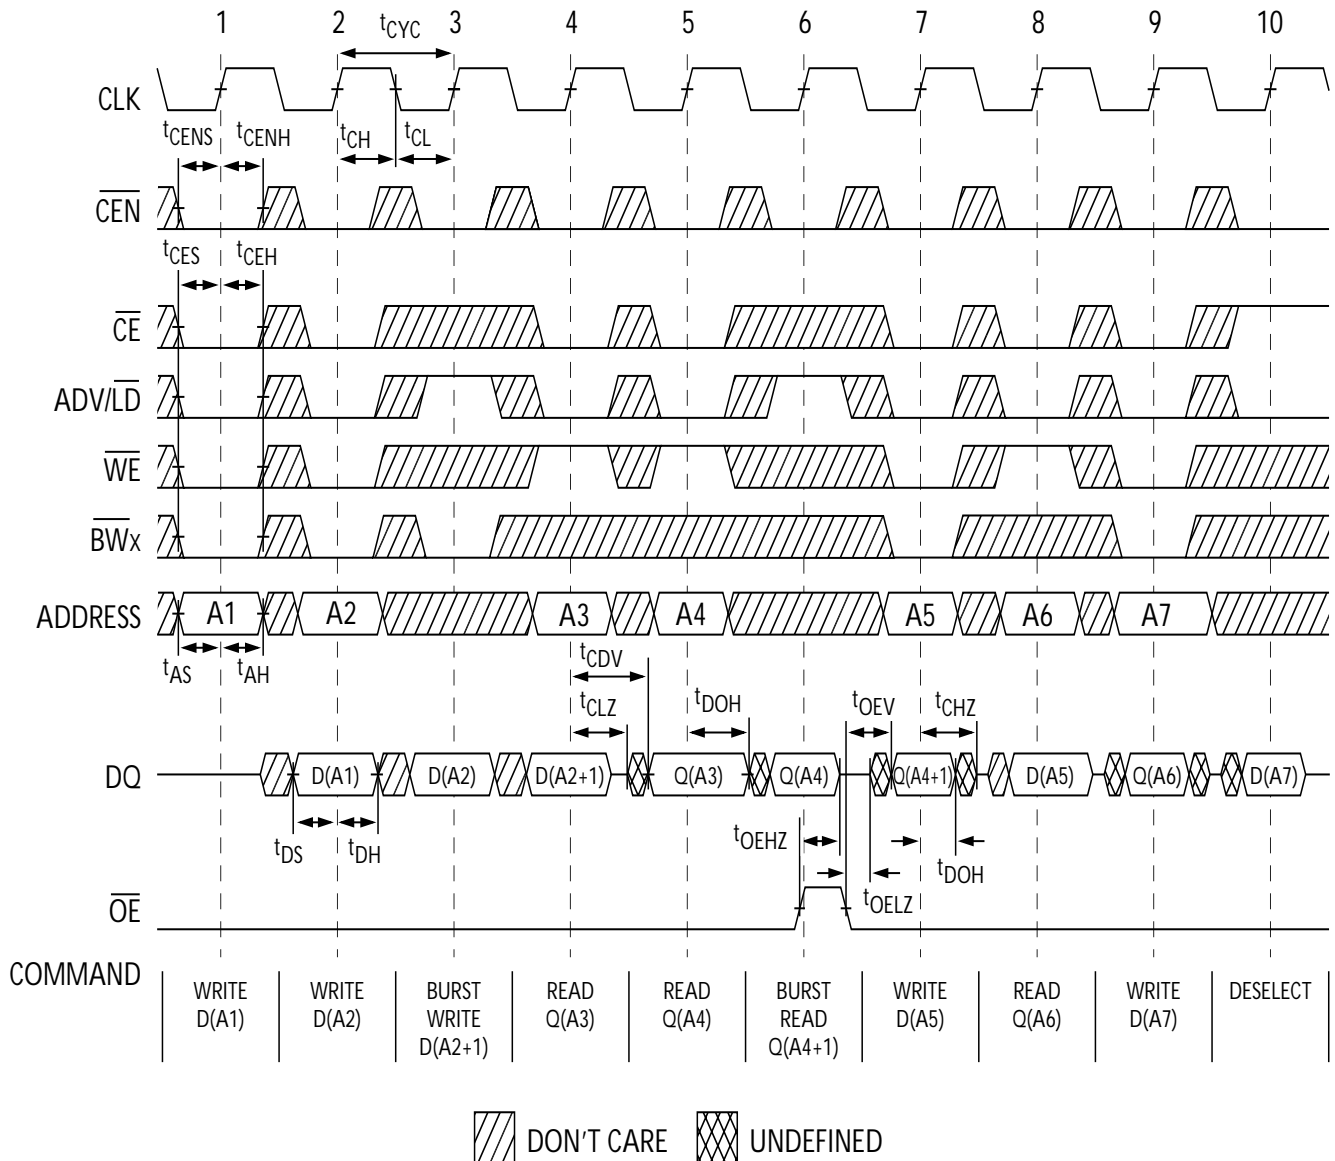 1 2 3 4 5 6 7 8 9 10
tCYC
CLK
tCENS tCENH tCH tCL
CEN
tCES tCEH
CE
ADV/LD
WE
BWx
ADDRESS A1 A2 A3 A4 A5 A6 A7
tAS tAH tCDV
tCLZ tDOH tOEV tCHZ
DQ D(A1) D(A2) D(A2+1) Q(A3) Q(A4) Q(A4+1) D(A5) Q(A6) D(A7)
tDS tDH tOEHZ tDOH
tOELZ
OE
COMMAND
WRITE WRITE BURST READ READ BURST WRITE READ WRITE DESELECT
D(A1) D(A2) WRITE Q(A3) Q(A4) READ D(A5) Q(A6) D(A7)
D(A2+1) Q(A4+1)
DON'T CARE UNDEFINED